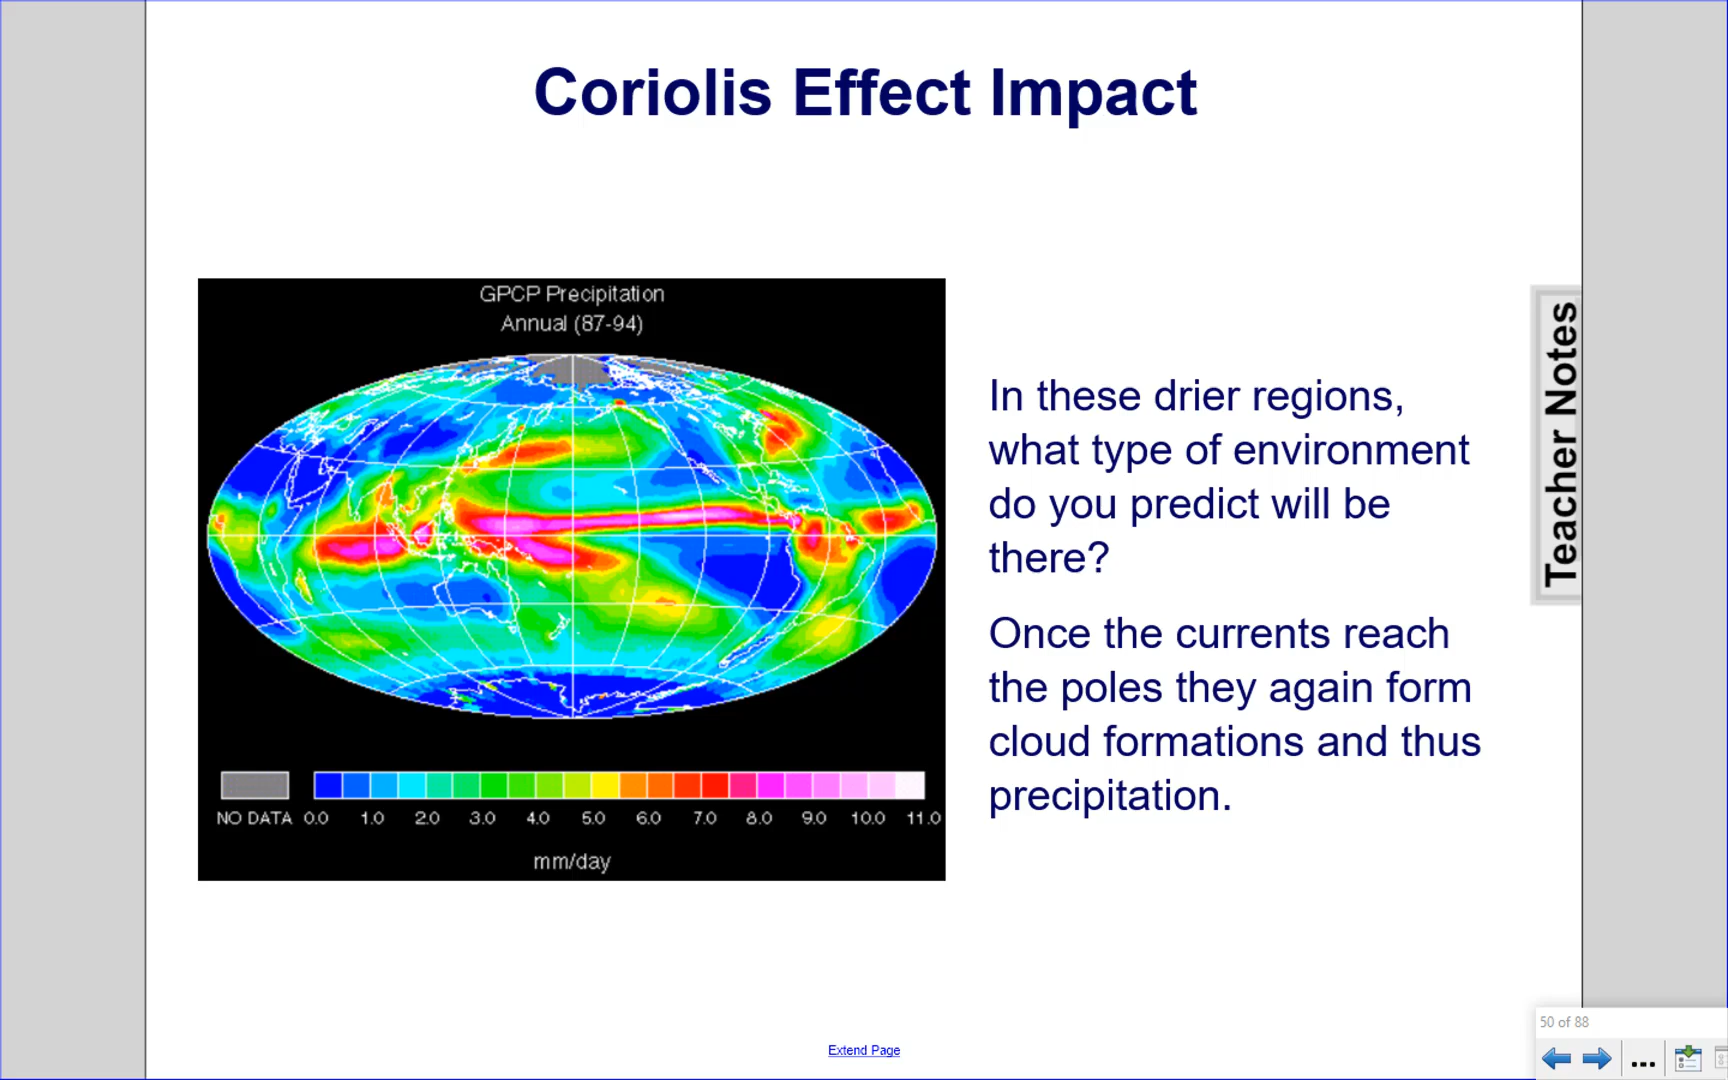 Coriolis Effect Impact
GPCP Precipitation
Annual (87-94)
NO DATA 0.0 1.0 2.0 3.0 4.0 5.0 6.0 7.0 8.0 9.0 10.0 11.0
mm/day
In these drier regions,
what type of environment
do you predict will be
there?
Once the currents reach
the poles they again form
cloud formations and thus
precipitation.
Teacher Notes
Extend Page
50 of 88